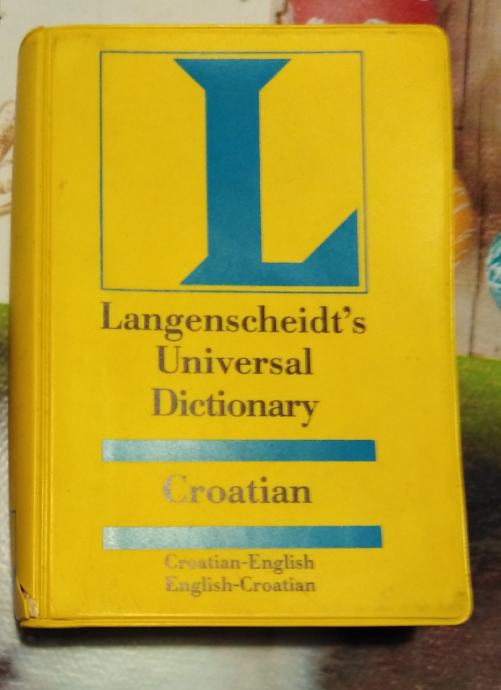 L
Langenscheidt's
Universal
Dictionary
Croatian
Croatian-English
English-Croatian